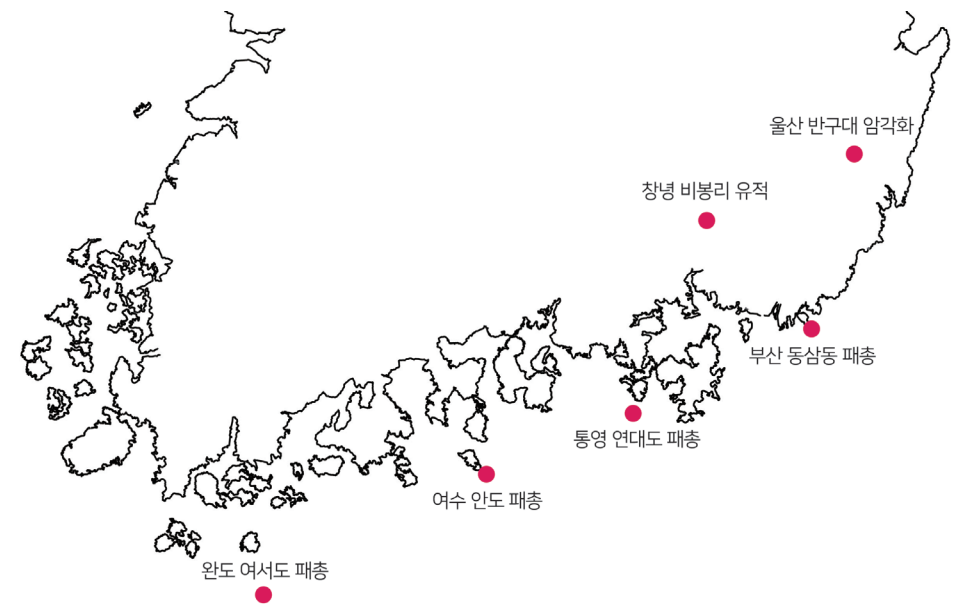 울산 반구대 암각화
창녕 비봉리 유적
부산 동삼동 패총
통영 연대도 패총
여수 안도 패총
완도 여서도 패총